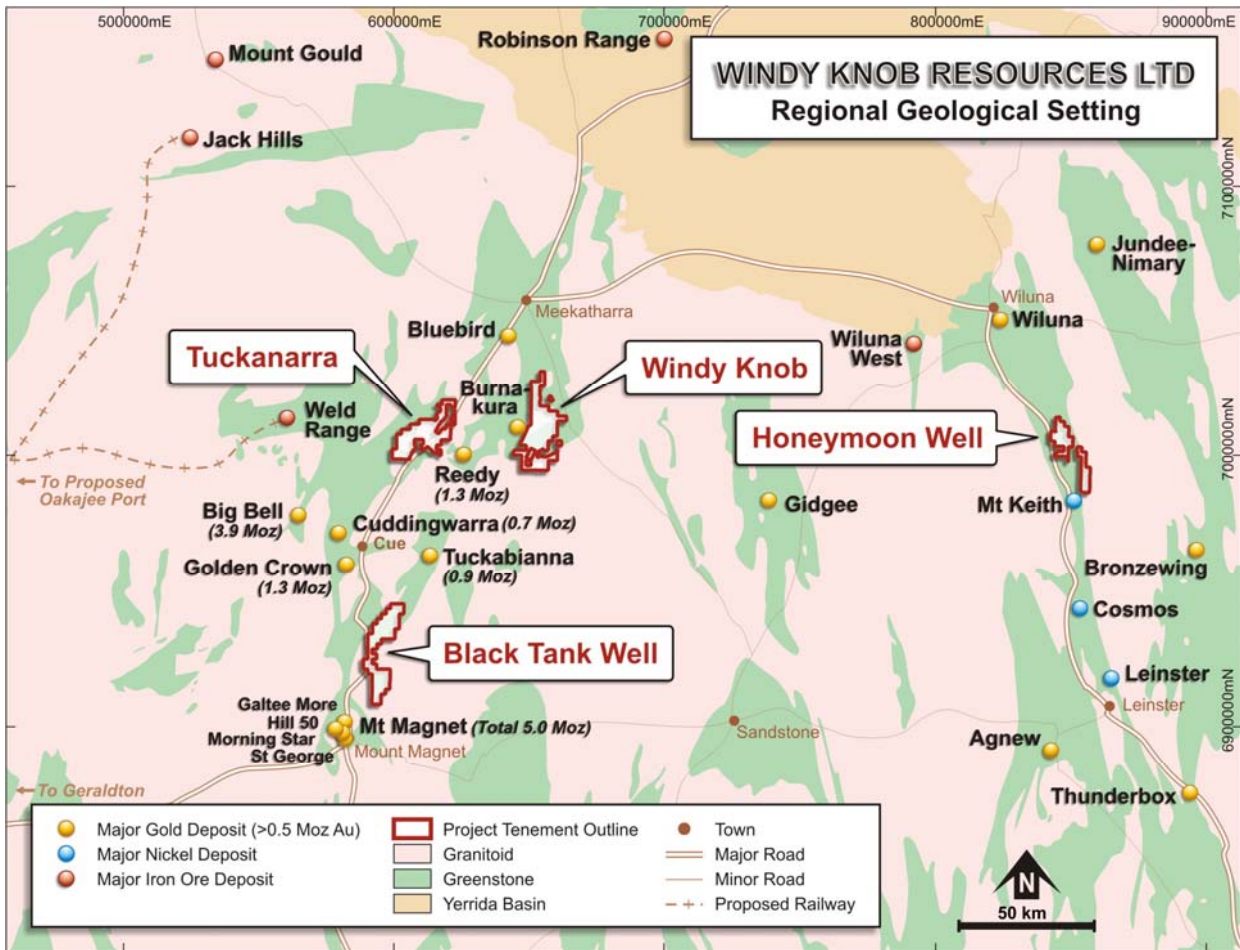 500000mE
600000mE
700000mE
800000mE
900000mE
Mount Gould
Robinson Range
WINDY KNOB RESOURCES LTD
Regional Geological Setting
Jack Hills
7100000mN
Jundee-
Nimary
Meekatharra
Wiluna
Bluebird
Wiluna
Wiluna
West
Tuckanarra
Windy Knob
Burna-
kura
Weld
Range
Honeymoon Well
7000000mN
Reedy
(1.3 Moz)
To Proposed
Oakajee Port
Big Bell
(3.9 Moz)
Gidgee
Mt Keith
Cuddingwarra (0.7 Moz)
Cue
Golden Crown
(1.3 Moz)
Tuckabianna
(0.9 Moz)
Bronzewing
Cosmos
Black Tank Well
Leinster
Leinster
Galtee More
Hill 50
Morning Star
St George
Mt Magnet (Total 5.0 Moz)
Mount Magnet
Sandstone
6900000mN
Agnew
To Geraldton
Thunderbox
Major Gold Deposit (>0.5 Moz Au)
Major Nickel Deposit
Major Iron Ore Deposit
Project Tenement Outline
Granitoid
Greenstone
Yerrida Basin
Town
Major Road
Minor Road
Proposed Railway
N
50 km